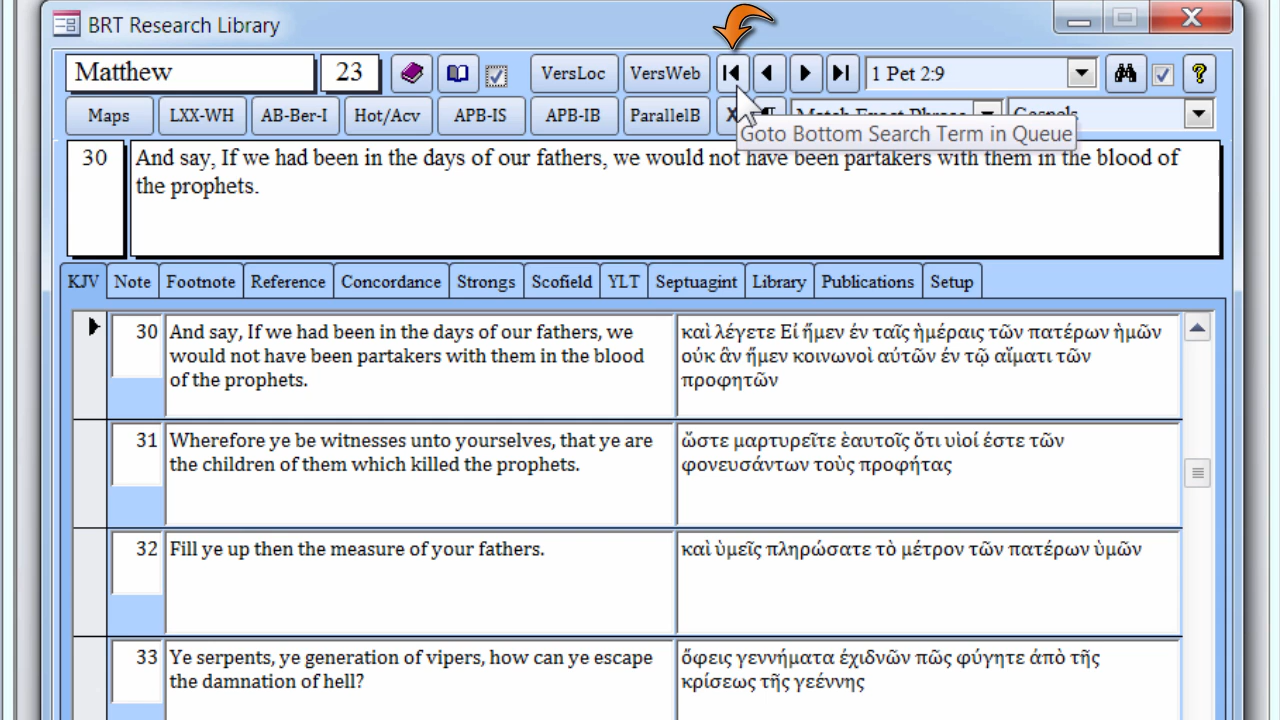 BRT Research Library
Matthew 23 VersLoc VersWeb 1 Pet 2:9 ?
Maps LXX-WH AB-Ber-I Hot/Acv APB-IS APB-IB ParallelB X ¶ Match Exact Phrase Gospels
Goto Bottom Search Term in Queue
30 And say, If we had been in the days of our fathers, we would not have been partakers with them in the blood of
the prophets.
KJV Note Footnote Reference Concordance Strongs Scofield YLT Septuagint Library Publications Setup
30 And say, If we had been in the days of our fathers, we
would not have been partakers with them in the blood
of the prophets.
καὶ λέγετε Εἰ ἤμεν ἐν ταῖς ἡμέραις τῶν πατέρων ἡμῶν
οὐκ ἂν ἤμεν κοινωνοὶ αὐτῶν ἐν τῷ αἵματι τῶν
προφητῶν
31 Wherefore ye be witnesses unto yourselves, that ye are
the children of them which killed the prophets.
ὥστε μαρτυρεῖτε ἑαυτοῖς ὅτι υἱοί ἐστε τῶν
φονευσάντων τοὺς προφήτας
32 Fill ye up then the measure of your fathers.
καὶ ὑμεῖς πληρώσατε τὸ μέτρον τῶν πατέρων ὑμῶν
33 Ye serpents, ye generation of vipers, how can ye escape
the damnation of hell?
ὄφεις γεννήματα ἐχιδνῶν πῶς φύγητε ἀπὸ τῆς
κρίσεως τῆς γεέννης